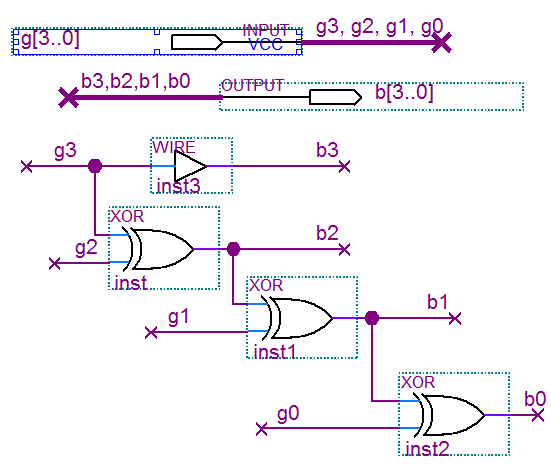 g[3..0] INPUT VCC g3, g2, g1, g0
b3,b2,b1,b0 OUTPUT b[3..0]
g3 WIRE b3
inst3
XOR
g2 b2
inst
XOR
g1 b1
inst1
XOR
g0 b0
inst2